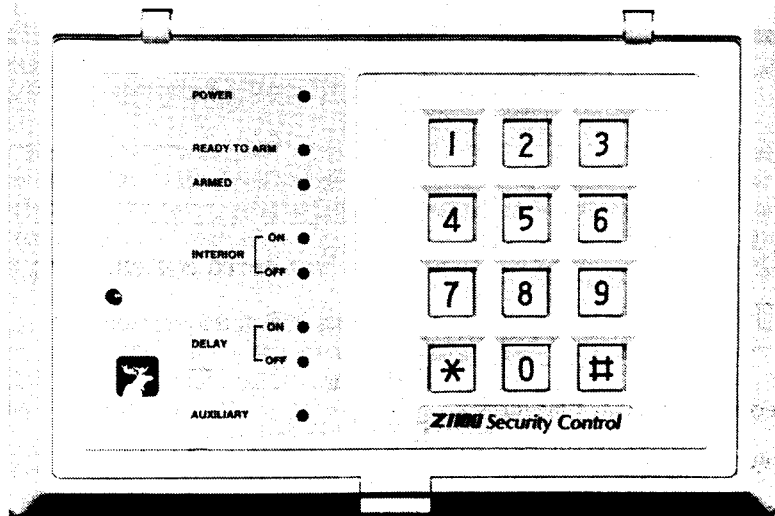 POWER
READY TO ARM
ARMED
INTERIOR
ON
OFF
DELAY
ON
OFF
AUXILIARY
1 2 3
4 5 6
7 8 9
* 0 #
Z1100 Security Control